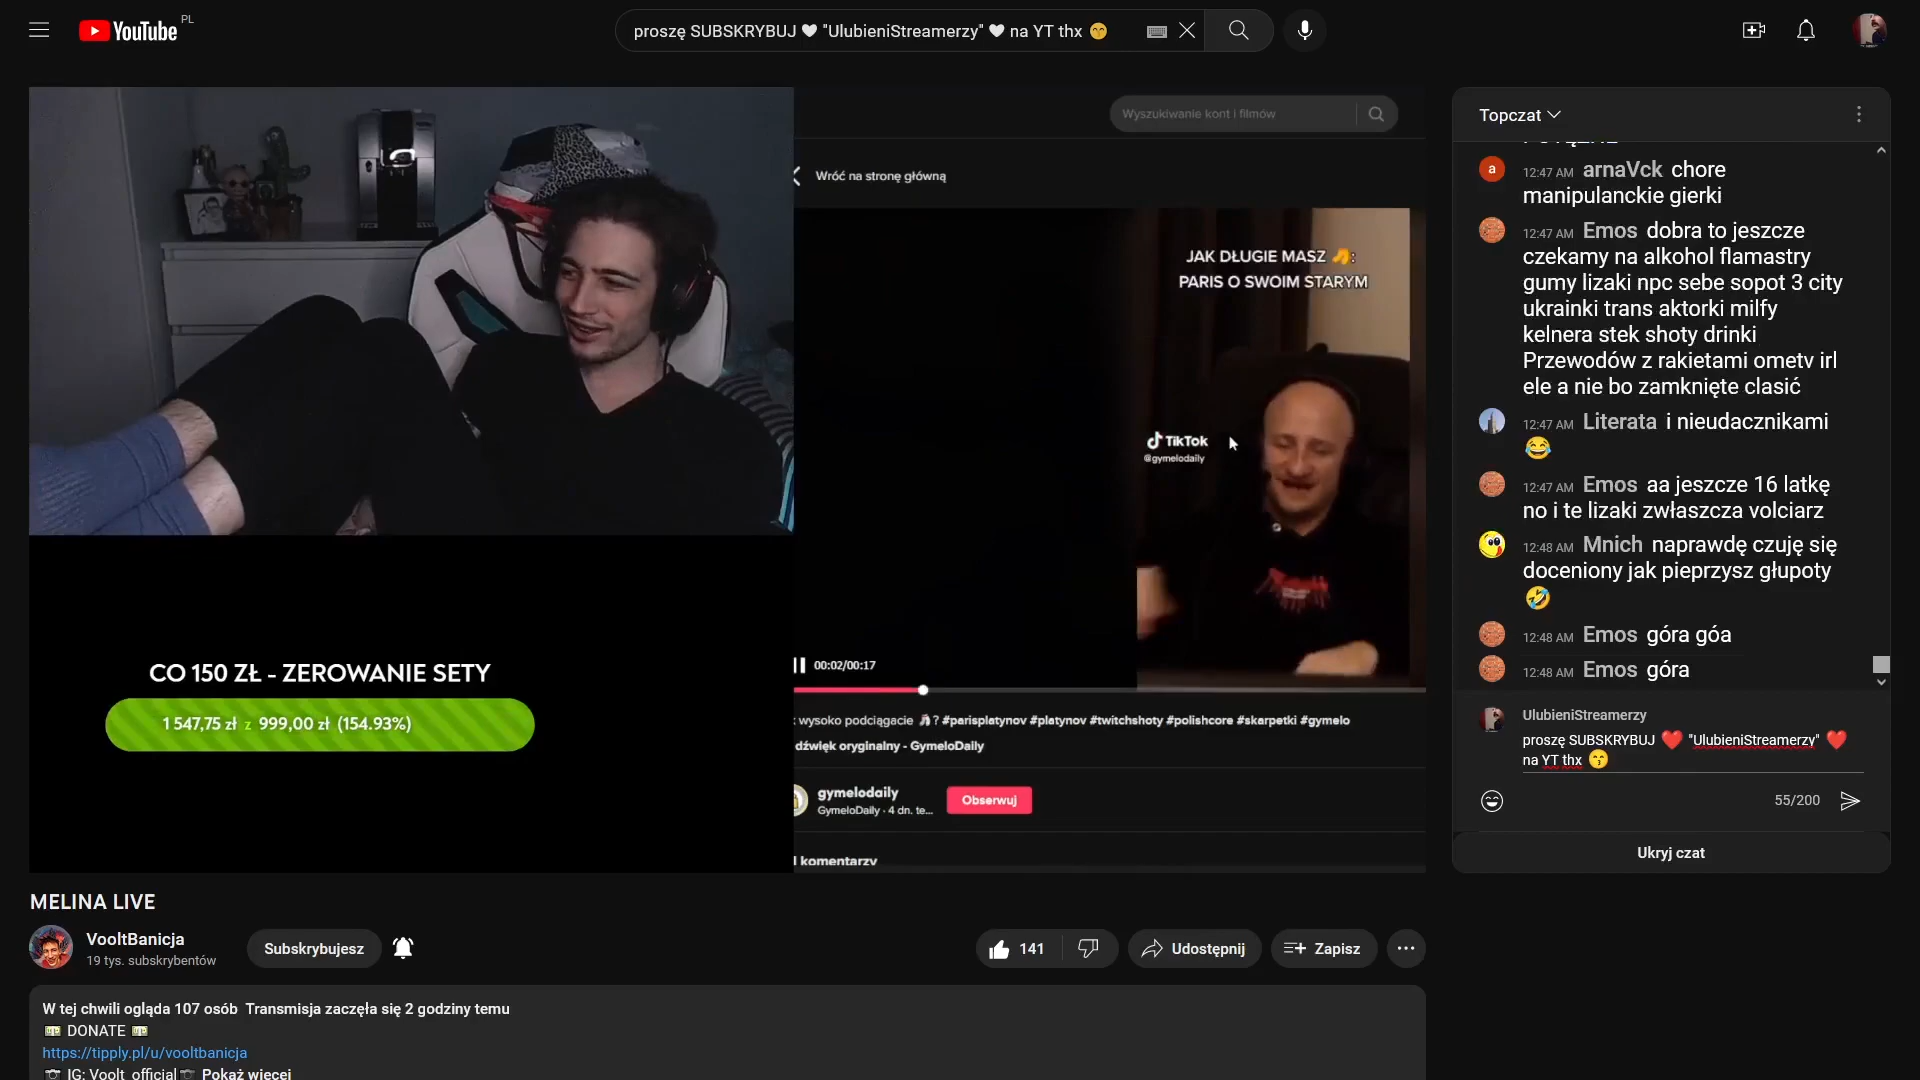 YouTube PL
proszę SUBSKRYBUJ 🤍 "UlubieniStreamerzy" 🤍 na YT thx 😙
Wyszukiwanie kont i filmów
Wróć na stronę główną
JAK DŁUGIE MASZ 🧦:
PARIS O SWOIM STARYM
TikTok
@gymelodaily
00:02/00:17
wysoko podciągacie 🧦? #parisplatynov #platynov #twitchshoty #polishcore #skarpetki #gymelo
dźwięk oryginalny - GymeloDaily
gymelodaily
GymeloDaily · 4 dn. te...
Obserwuj
komentarzy
CO 150 ZŁ - ZEROWANIE SETY
1 547,75 zł z 999,00 zł (154.93%)
Topczat
a 12:47 AM arnaVck chore
manipulanckie gierki
12:47 AM Emos dobra to jeszcze
czekamy na alkohol flamastry
gumy lizaki npc sebe sopot 3 city
ukrainki trans aktorki milfy
kelnera stek shoty drinki
Przewodów z rakietami ometv irl
ele a nie bo zamknięte clasić
12:47 AM Literata i nieudacznikami
😂
12:47 AM Emos aa jeszcze 16 latkę
no i te lizaki zwłaszcza volciarz
12:48 AM Mnich naprawdę czuję się
doceniony jak pieprzysz głupoty
🤣
12:48 AM Emos góra góa
12:48 AM Emos góra
UlubieniStreamerzy
proszę SUBSKRYBUJ ❤️ "UlubieniStreamerzy" ❤️
na YT thx 😙
55/200
Ukryj czat
MELINA LIVE
VooltBanicja
19 tys. subskrybentów
Subskrybujesz
141
Udostępnij
Zapisz
W tej chwili ogląda 107 osób Transmisja zaczęła się 2 godziny temu
💵 DONATE 💵
https://tipply.pl/u/vooltbanicja
📷 IG: Voolt_official 📷 Pokaż więcej